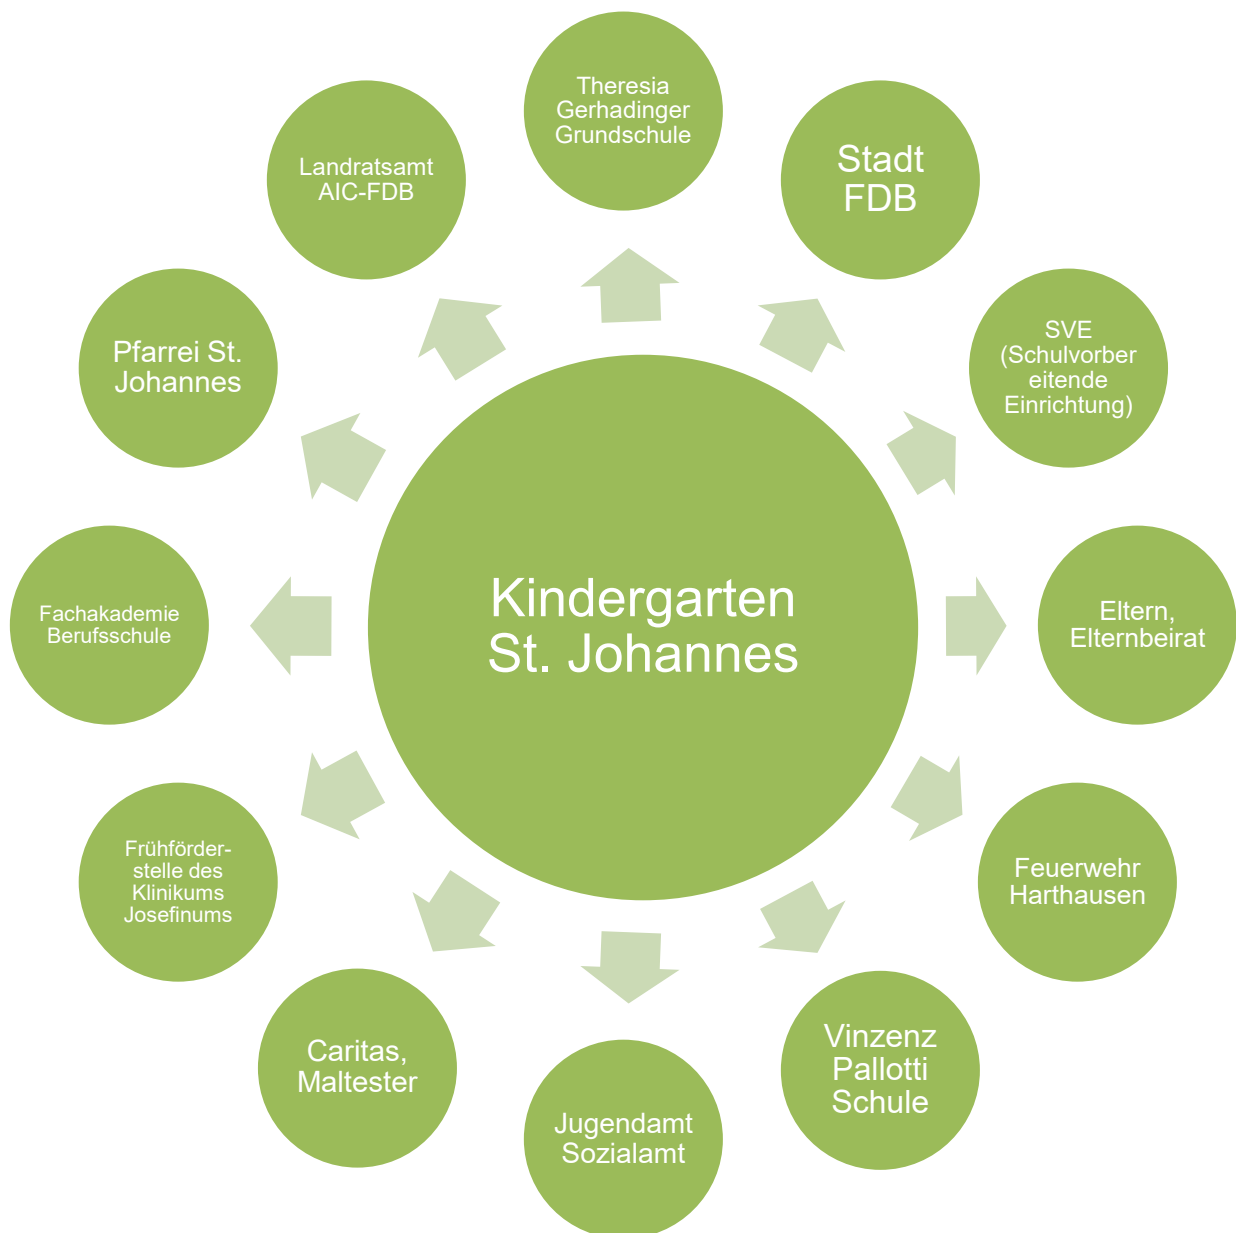 Theresia
Gerhadinger
Grundschule
Stadt
FDB
SVE
(Schulvorber
eitende
Einrichtung)
Eltern,
Elternbeirat
Feuerwehr
Harthausen
Vinzenz
Pallotti
Schule
Jugendamt
Sozialamt
Caritas,
Maltester
Frühförder-
stelle des
Klinikums
Josefinums
Fachakademie
Berufsschule
Pfarrei St.
Johannes
Landratsamt
AIC-FDB
Kindergarten
St. Johannes